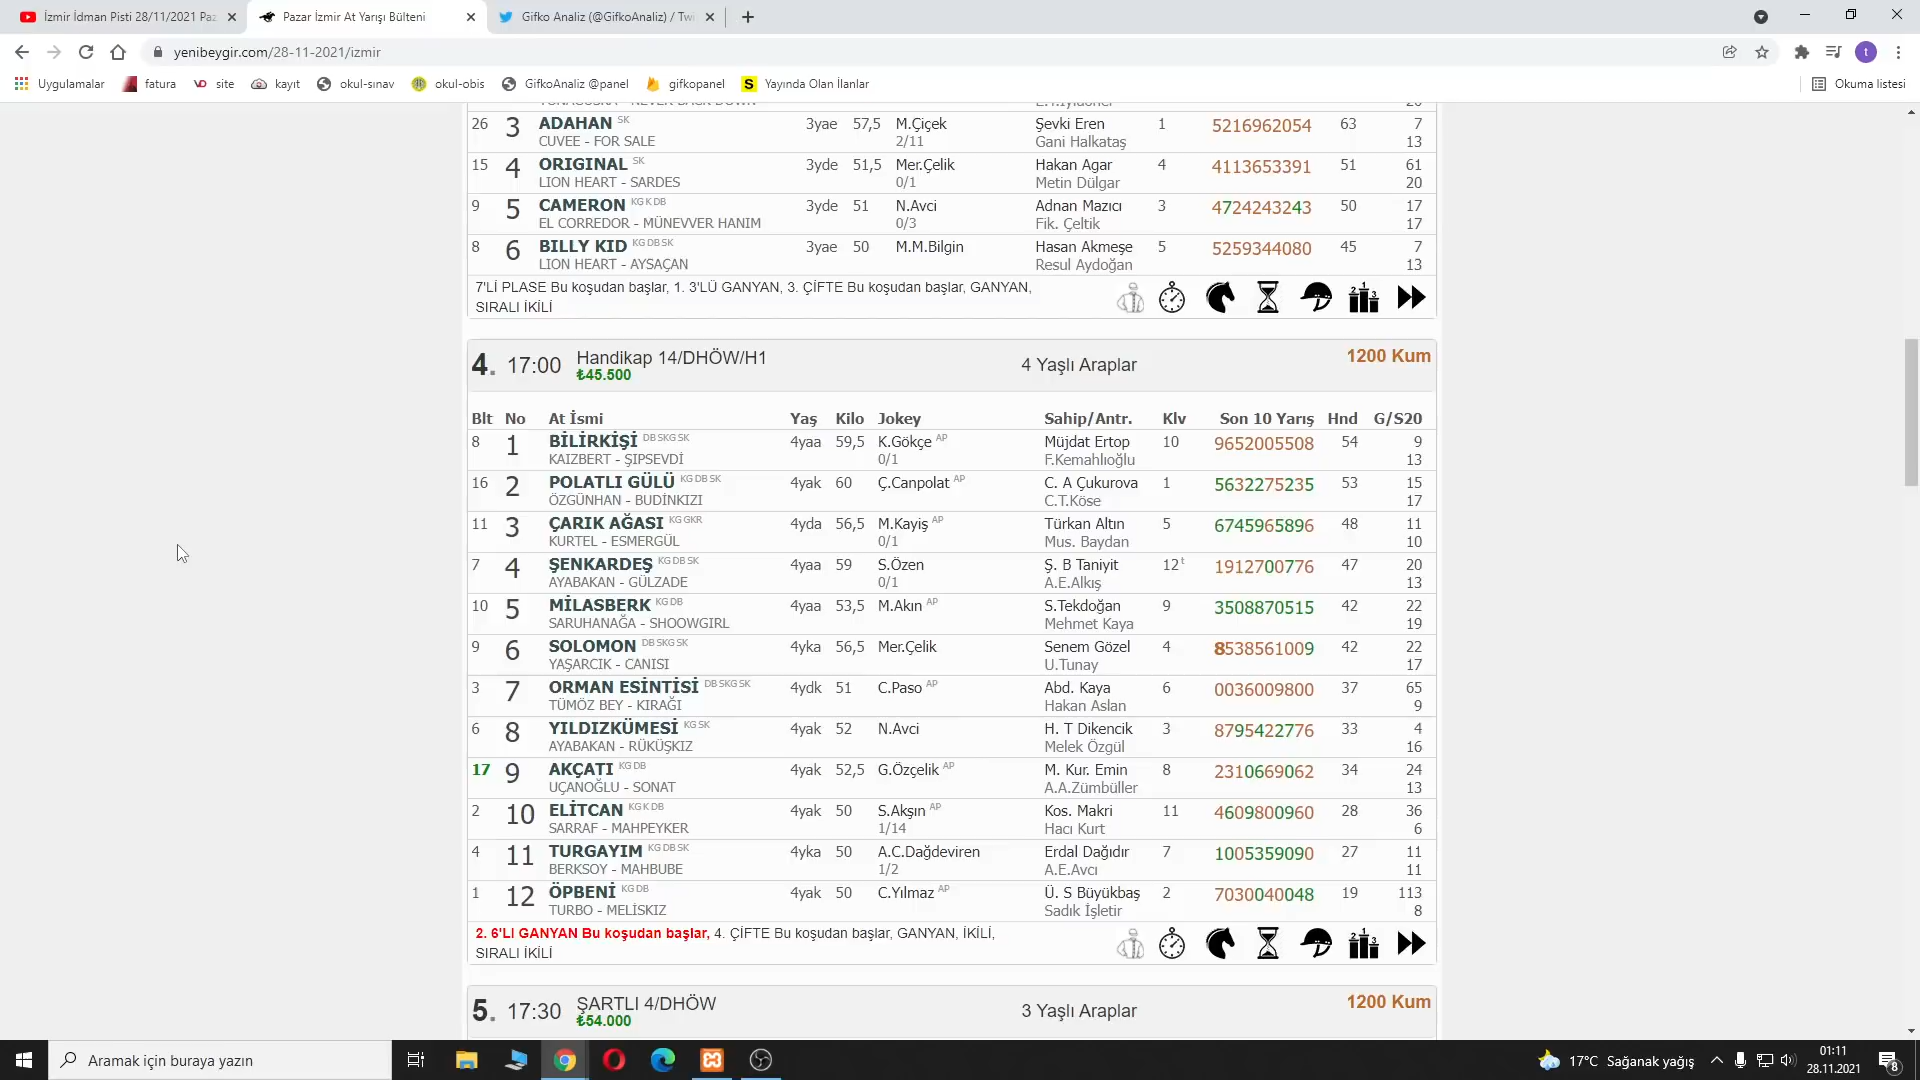 İzmir İdman Pisti 28/11/2021 Paz
Pazar İzmir At Yarışı Bülteni
Gifko Analiz (@GifkoAnaliz) / Twi
yenibeygir.com/28-11-2021/izmir
t
Uygulamalar fatura site kayıt okul-sınav okul-obis GifkoAnaliz @panel gifkopanel S Yayında Olan İlanlar Okuma listesi
26 3 ADAHAN SK 3yae 57,5 M.Çiçek Şevki Eren 1 5216962054 63 7
CUVEE - FOR SALE 2/11 Gani Halkataş 13
15 4 ORIGINAL SK 3yde 51,5 Mer.Çelik Hakan Agar 4 4113653391 51 61
LION HEART - SARDES 0/1 Metin Dülgar 20
9 5 CAMERON KG K DB 3yde 51 N.Avci Adnan Mazıcı 3 4724243243 50 17
EL CORREDOR - MÜNEVVER HANIM 0/3 Fik. Çeltik 17
8 6 BILLY KID KG DB SK 3yae 50 M.M.Bilgin Hasan Akmeşe 5 5259344080 45 7
LION HEART - AYSAÇAN Resul Aydoğan 13
7'Lİ PLASE Bu koşudan başlar, 1. 3'LÜ GANYAN, 3. ÇİFTE Bu koşudan başlar, GANYAN,
SIRALI İKİLİ
4. 17:00 Handikap 14/DHÖW/H1 4 Yaşlı Araplar 1200 Kum
₺45.500
Blt No At İsmi Yaş Kilo Jokey Sahip/Antr. Klv Son 10 Yarış Hnd G/S20
8 1 BİLİRKİŞİ DB SKG SK 4yaa 59,5 K.Gökçe AP Müjdat Ertop 10 9652005508 54 9
KAIZBERT - ŞIPSEVDİ 0/1 F.Kemahlıoğlu 13
16 2 POLATLI GÜLÜ KG DB SK 4yak 60 Ç.Canpolat AP C. A Çukurova 1 5632275235 53 15
ÖZGÜNHAN - BUDİNKIZI C.T.Köse 17
11 3 ÇARIK AĞASI KG GKR 4yda 56,5 M.Kayiş AP Türkan Altın 5 6745965896 48 11
KURTEL - ESMERGÜL 0/1 Mus. Baydan 10
7 4 ŞENKARDEŞ KG DB SK 4yaa 59 S.Özen Ş. B Taniyit 12t 1912700776 47 20
AYABAKAN - GÜLZADE 0/1 A.E.Alkış 13
10 5 MİLASBERK KG DB 4yaa 53,5 M.Akın AP S.Tekdoğan 9 3508870515 42 22
SARUHANAĞA - SHOOWGIRL Mehmet Kaya 19
9 6 SOLOMON DB SKG SK 4yka 56,5 Mer.Çelik Senem Gözel 4 8538561009 42 22
YAŞARCIK - CANISI U.Tunay 17
3 7 ORMAN ESİNTİSİ DB SKG SK 4ydk 51 C.Paso AP Abd. Kaya 6 0036009800 37 65
TÜMÖZ BEY - KIRAĞI Hakan Aslan 9
6 8 YILDIZKÜMESİ KG SK 4yak 52 N.Avci H. T Dikencik 3 8795422776 33 4
AYABAKAN - RÜKÜŞKIZ Melek Özgül 16
17 9 AKÇATI KG DB 4yak 52,5 G.Özçelik AP M. Kur. Emin 8 2310669062 34 24
UÇANOĞLU - SONAT A.A.Zümbüller 13
2 10 ELİTCAN KG K DB 4yak 50 S.Akşın AP Kos. Makri 11 4609800960 28 36
SARRAF - MAHPEYKER 1/14 Hacı Kurt 6
4 11 TURGAYIM KG DB SK 4yka 50 A.C.Dağdeviren Erdal Dağıdır 7 1005359090 27 11
BERKSOY - MAHBUBE 1/2 A.E.Avcı 11
1 12 ÖPBENİ KG DB 4yak 50 C.Yılmaz AP Ü. S Büyükbaş 2 7030040048 19 113
TURBO - MELİSKIZ Sadık İşletir 8
2. 6'LI GANYAN Bu koşudan başlar, 4. ÇİFTE Bu koşudan başlar, GANYAN, İKİLİ,
SIRALI İKİLİ
5. 17:30 ŞARTLI 4/DHÖW 3 Yaşlı Araplar 1200 Kum
₺54.000
Aramak için buraya yazın
17°C Sağanak yağış
01:11
28.11.2021
8